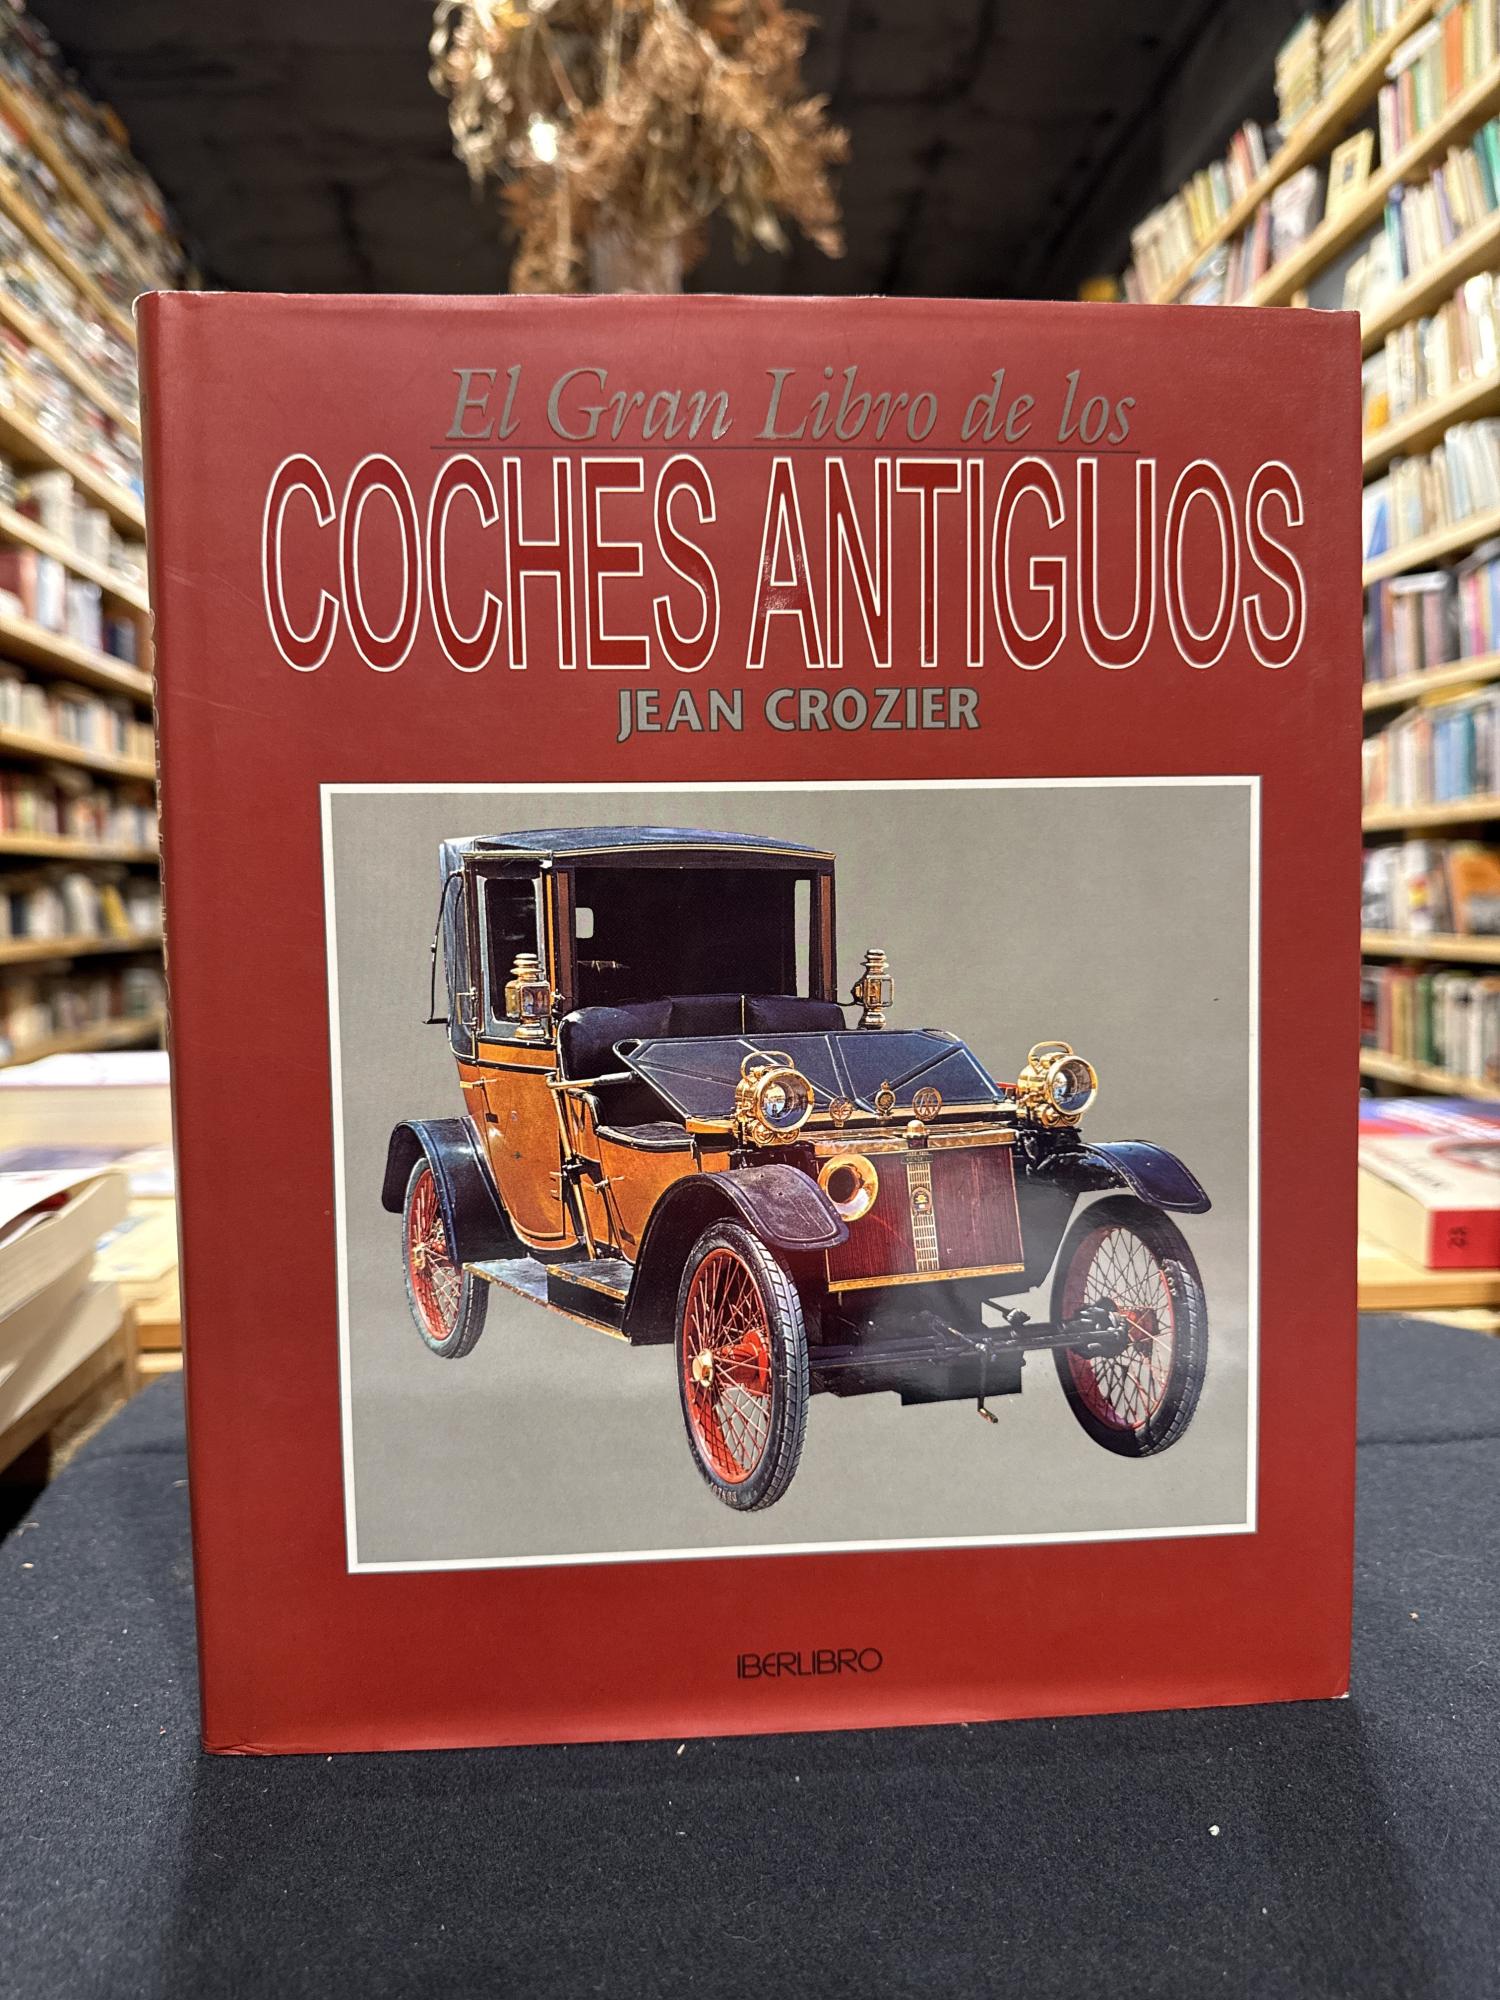 El Gran Libro de los
COCHES ANTIGUOS
JEAN CROZIER
IBERLIBRO